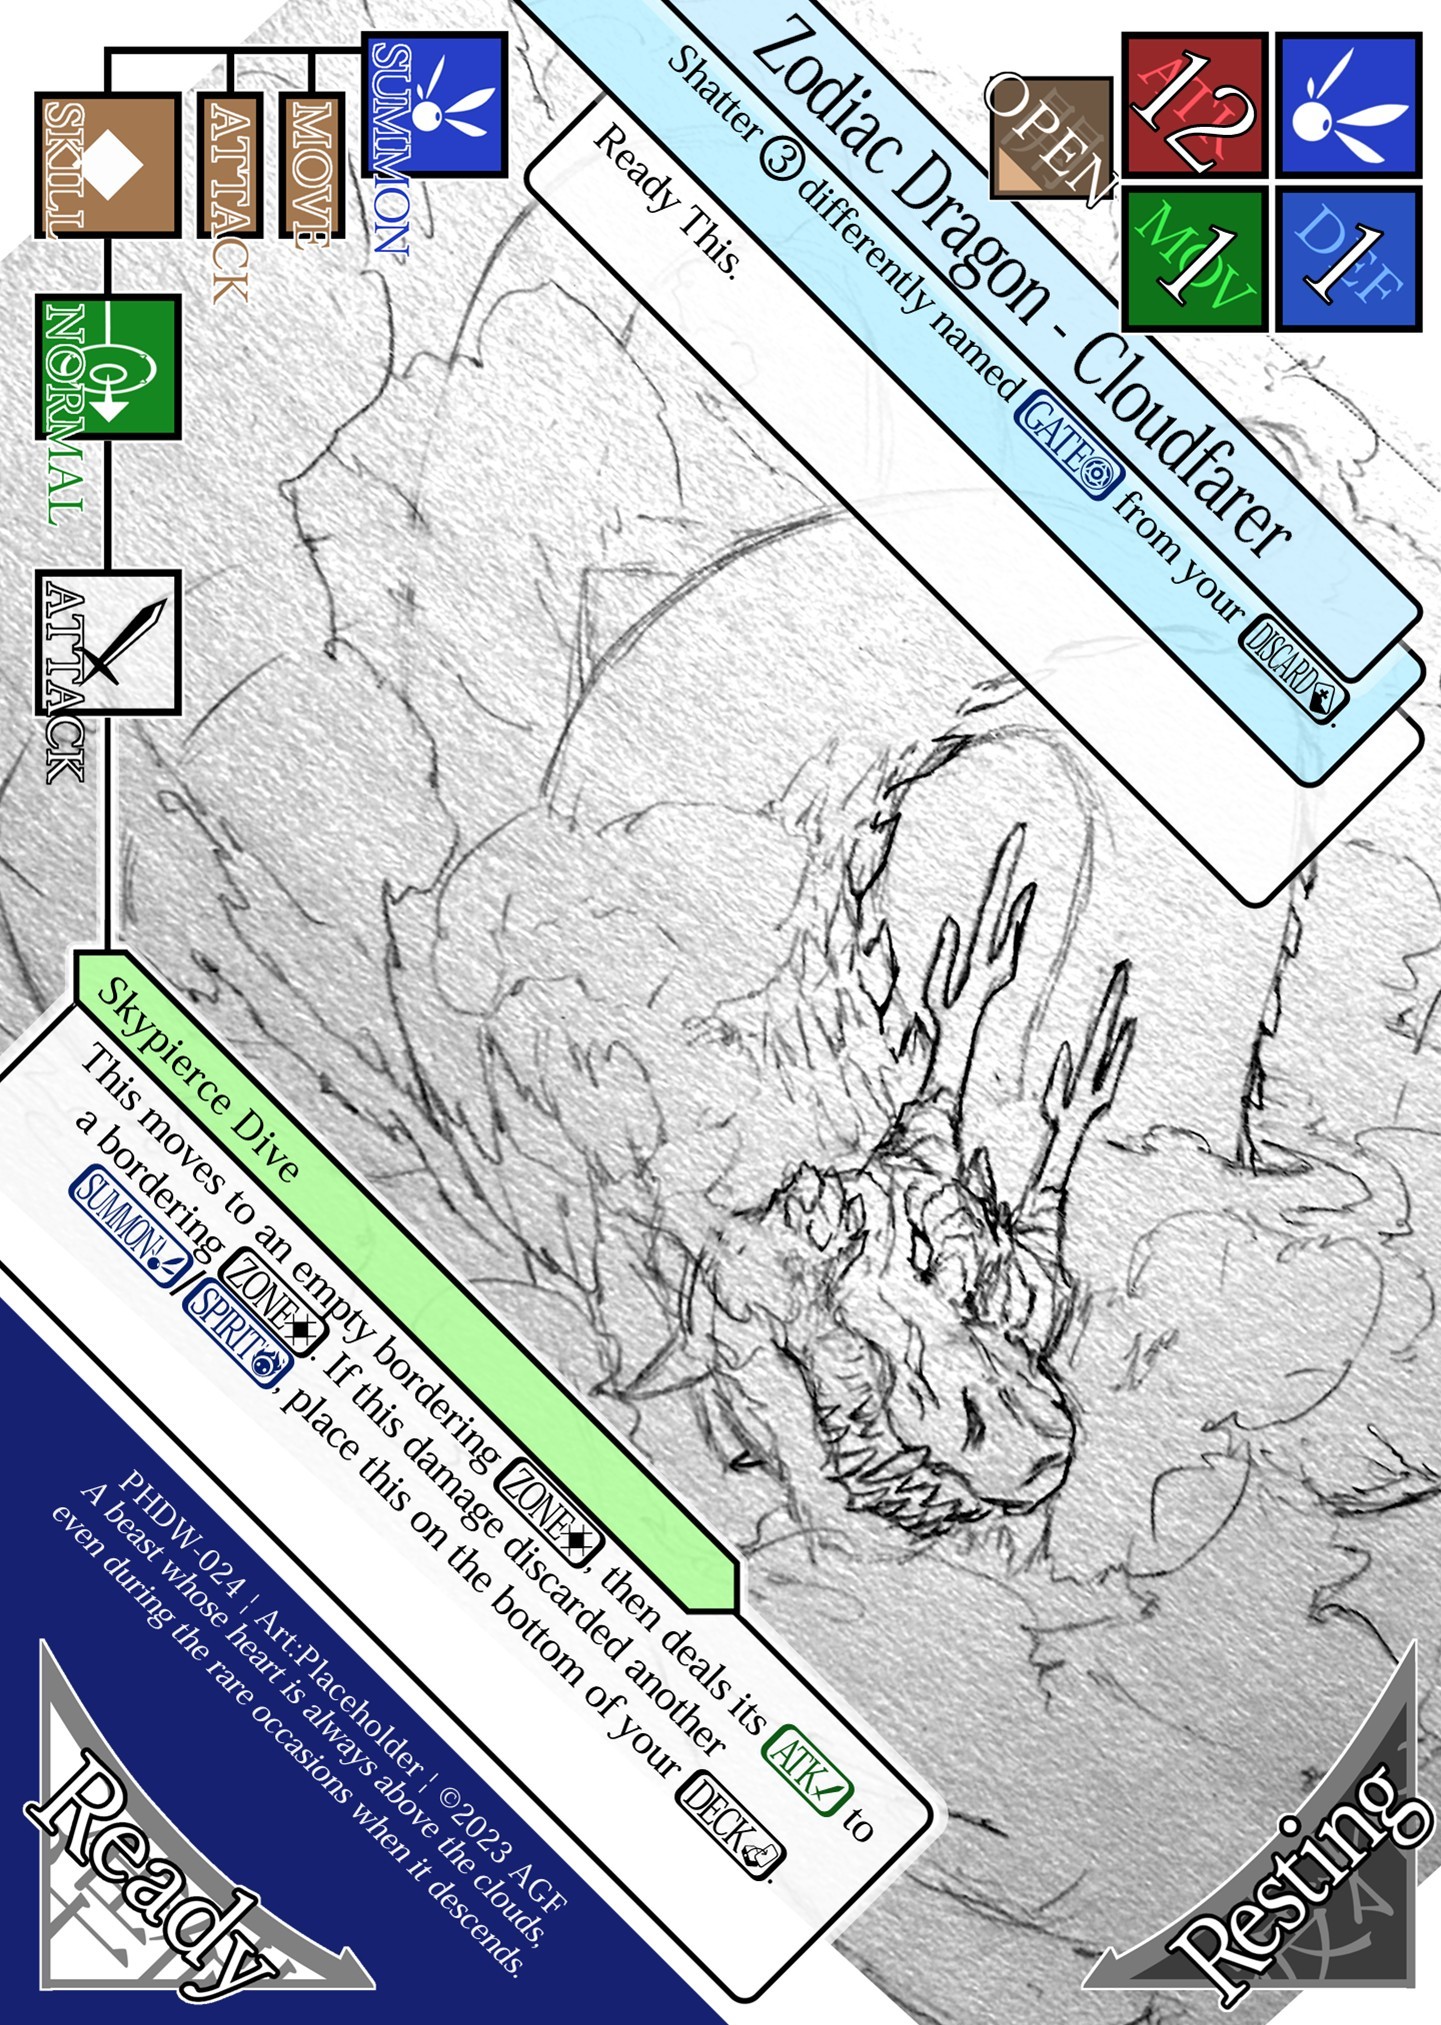 Zodiac Dragon - Cloudfarer
Shatter ③ differently named GATE from your DISCARD.
Ready This.
OPEN
ATK
12
MOV
1
DEF
1
SUMMON
MOVE
ATTACK
SKILL
NORMAL
ATTACK
Skypierce Dive
This moves to an empty bordering ZONE, then deals its ATK to
a bordering ZONE. If this damage discarded another
SUMMON/SPIRIT, place this on the bottom of your DECK.
PHDW-024 ¦ Art:Placeholder ¦ ©2023 AGF
A beast whose heart is always above the clouds,
even during the rare occasions when it descends.
Ready
Resting